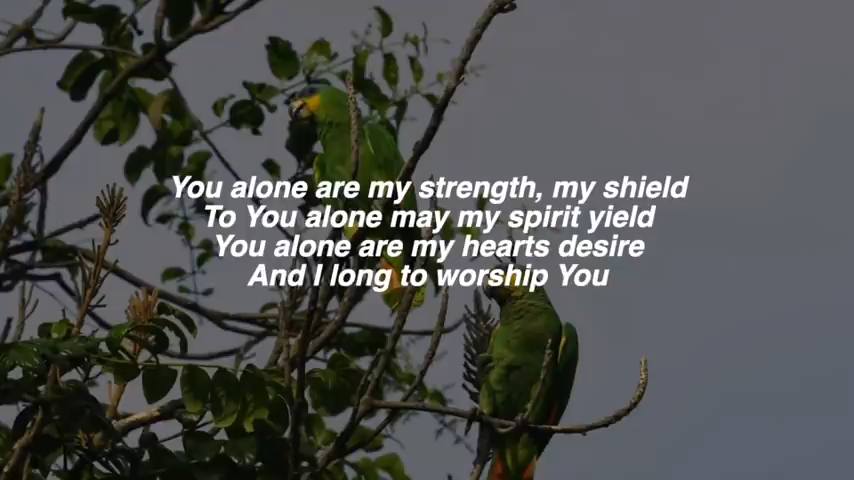 You alone are my strength, my shield
To You alone may my spirit yield
You alone are my hearts desire
And I long to worship You